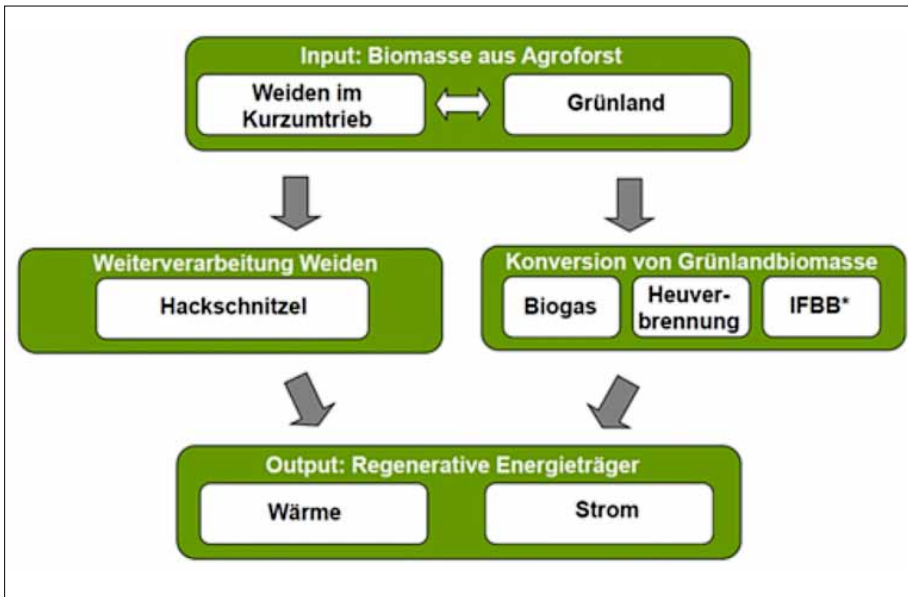 Input: Biomasse aus Agroforst
Weiden im
Kurzumtrieb
Grünland
Weiterverarbeitung Weiden
Hackschnitzel
Konversion von Grünlandbiomasse
Biogas
Heuver-
brennung
IFBB*
Output: Regenerative Energieträger
Wärme
Strom